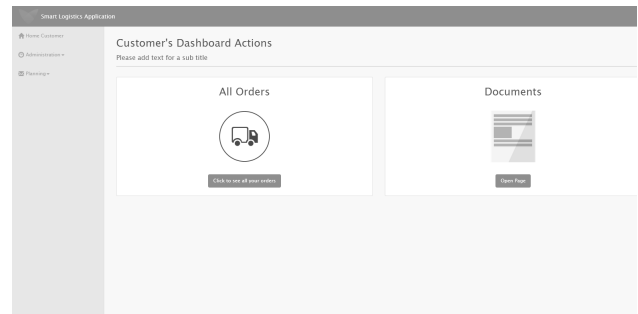 Smart Logistics Application
Home Customer
Administration
Planning
Customer's Dashboard Actions
Please add text for a sub title
All Orders
Click to see all your orders
Documents
Open Page